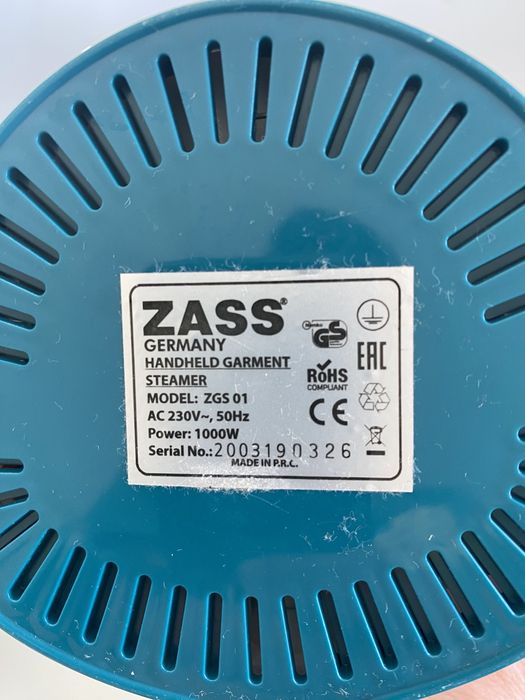 ZASS®
GERMANY
HANDHELD GARMENT
STEAMER
MODEL: ZGS 01
AC 230V~, 50Hz
Power: 1000W
Serial No.: 2003190326
MADE IN P.R.C.
GS
EAC
RoHS
COMPLIANT
CE